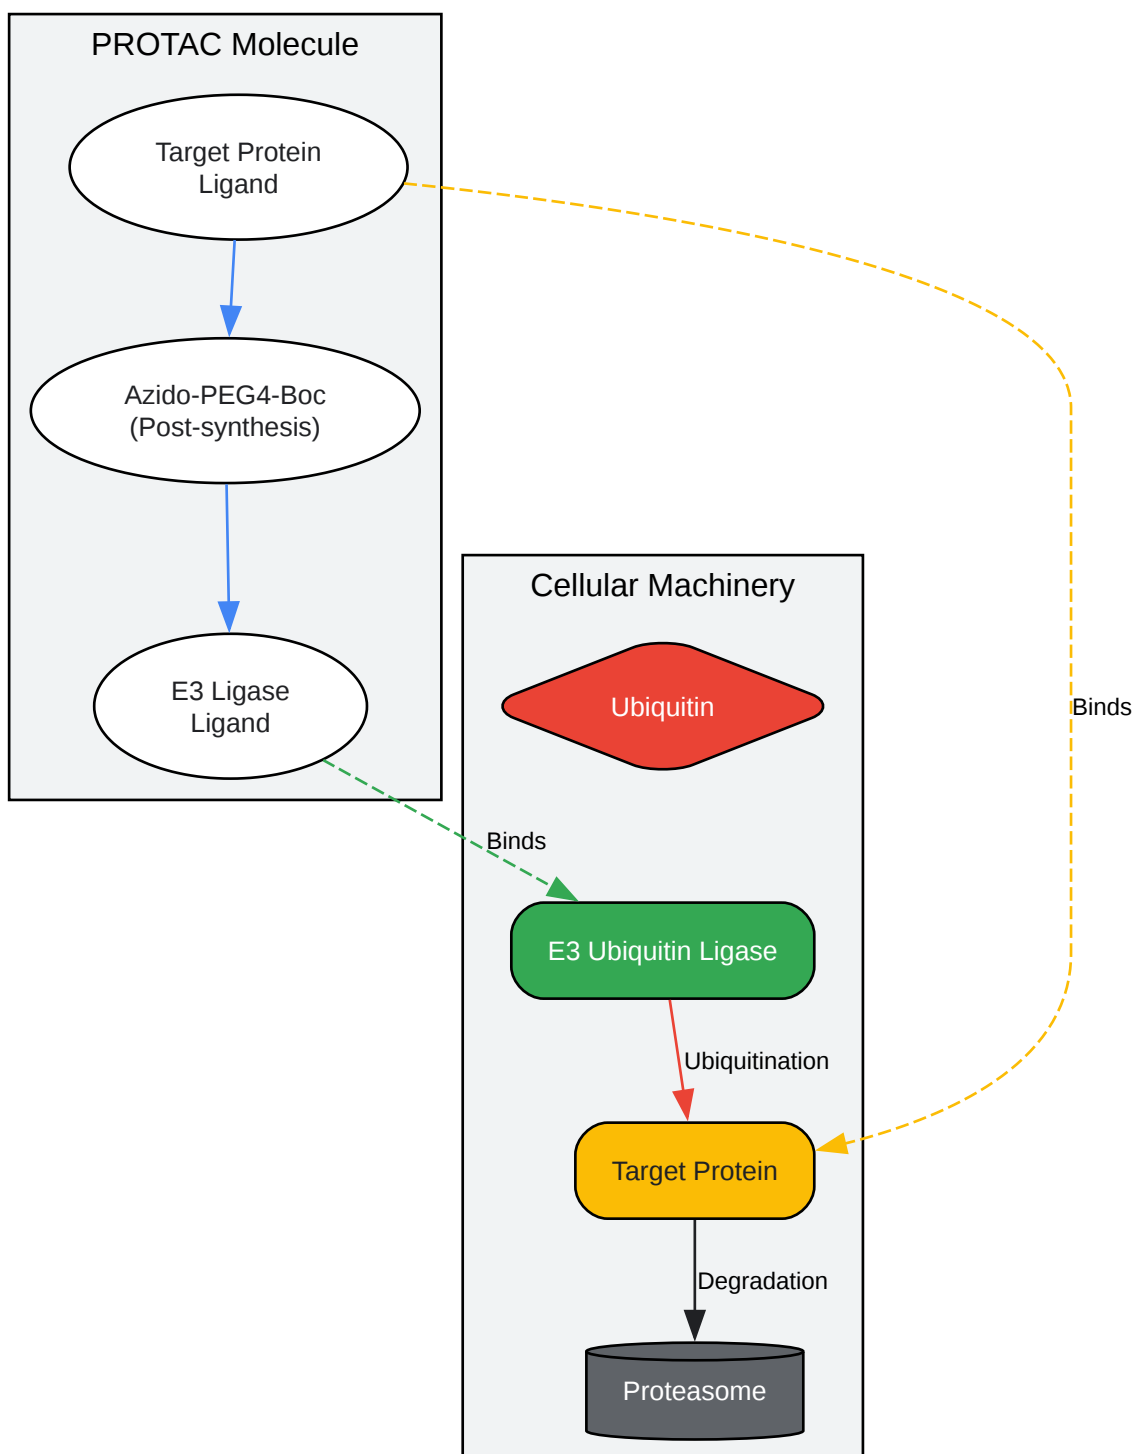 PROTAC Molecule
Target Protein
Ligand
Azido-PEG4-Boc
(Post-synthesis)
E3 Ligase
Ligand
Cellular Machinery
Ubiquitin
Binds
Binds
E3 Ubiquitin Ligase
Ubiquitination
Target Protein
Degradation
Proteasome